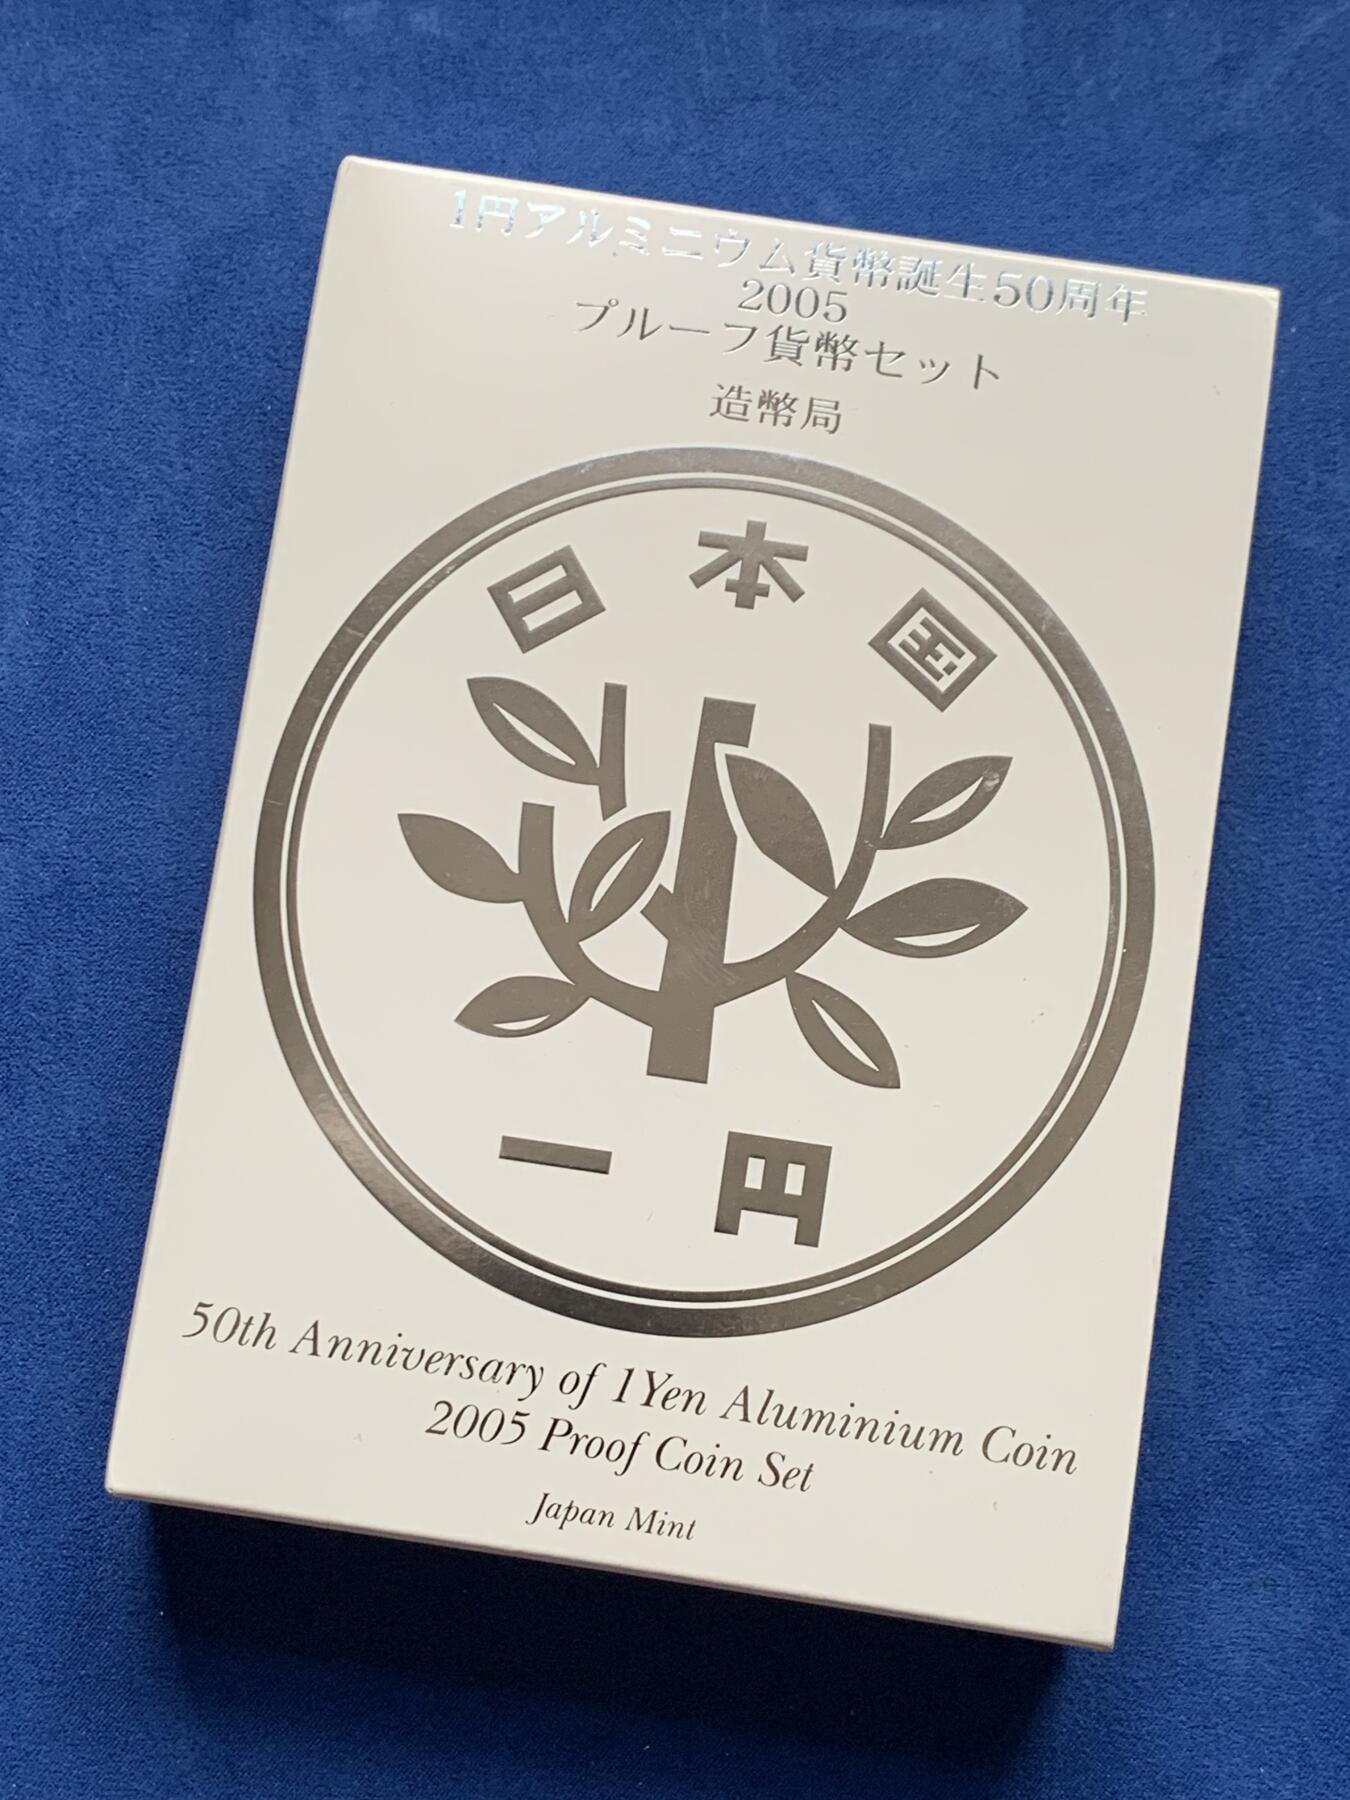 1円アルミニウム貨幣誕生50周年
2005
プルーフ貨幣セット
造幣局
日本国
一円
50th Anniversary of 1Yen Aluminium Coin
2005 Proof Coin Set
Japan Mint